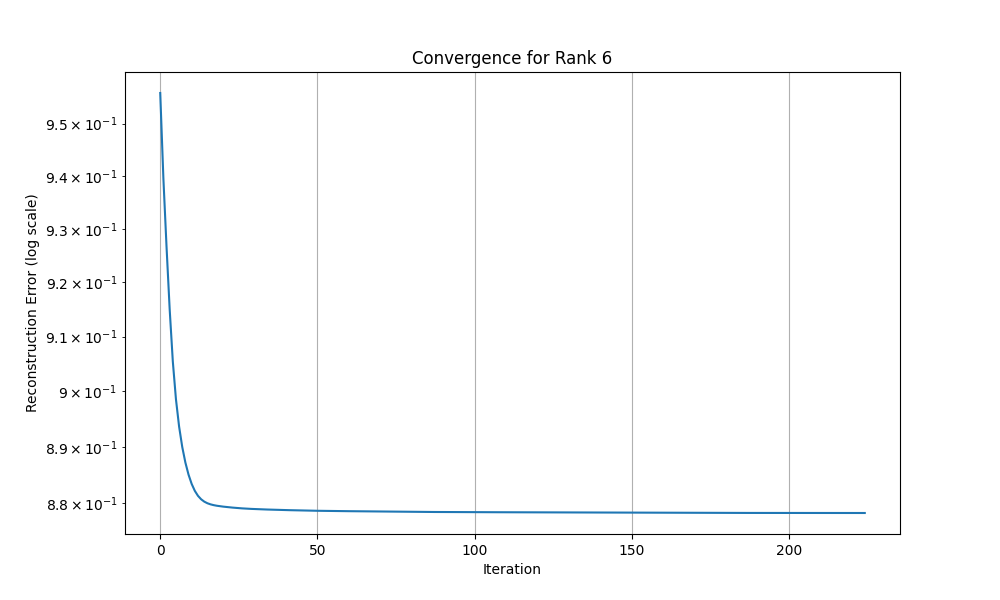 Convergence for Rank 6
Reconstruction Error (log scale)
9.5 × 10⁻¹
9.4 × 10⁻¹
9.3 × 10⁻¹
9.2 × 10⁻¹
9.1 × 10⁻¹
9 × 10⁻¹
8.9 × 10⁻¹
8.8 × 10⁻¹
0 50 100 150 200
Iteration